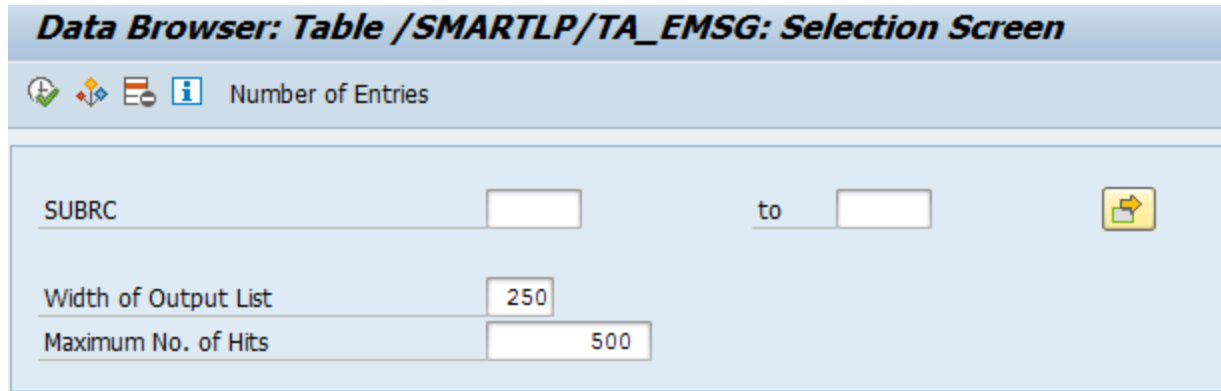 Data Browser: Table /SMARTLP/TA_EMSG: Selection Screen
Number of Entries
SUBRC to
Width of Output List 250
Maximum No. of Hits 500